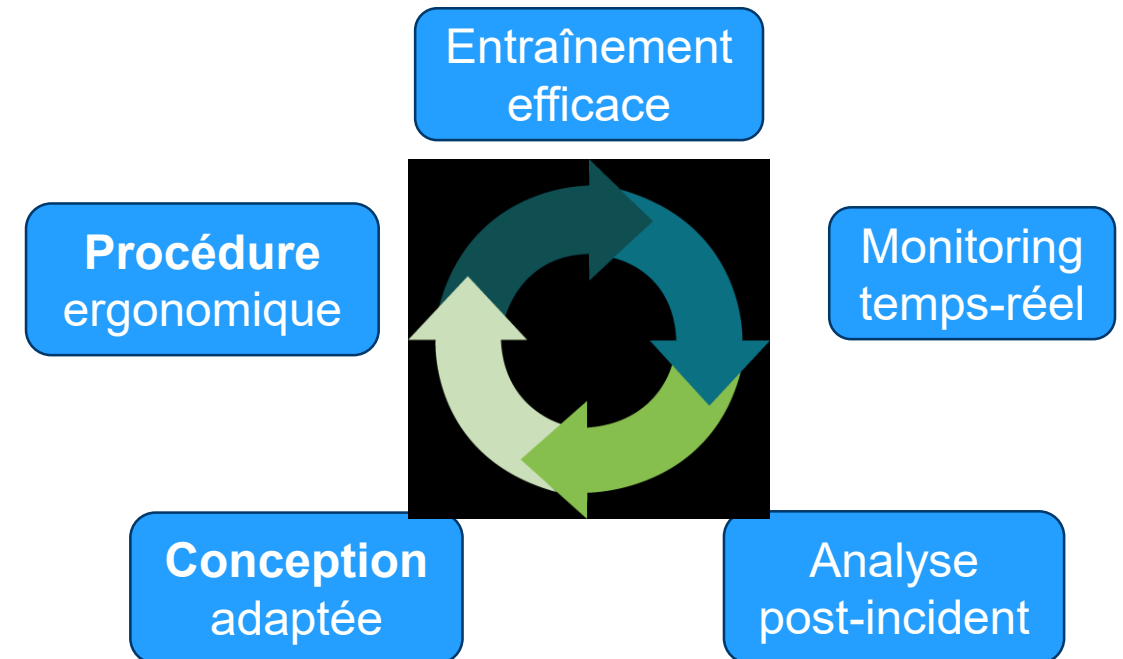 Entraînement
efficace
Procédure
ergonomique
Monitoring
temps-réel
Conception
adaptée
Analyse
post-incident